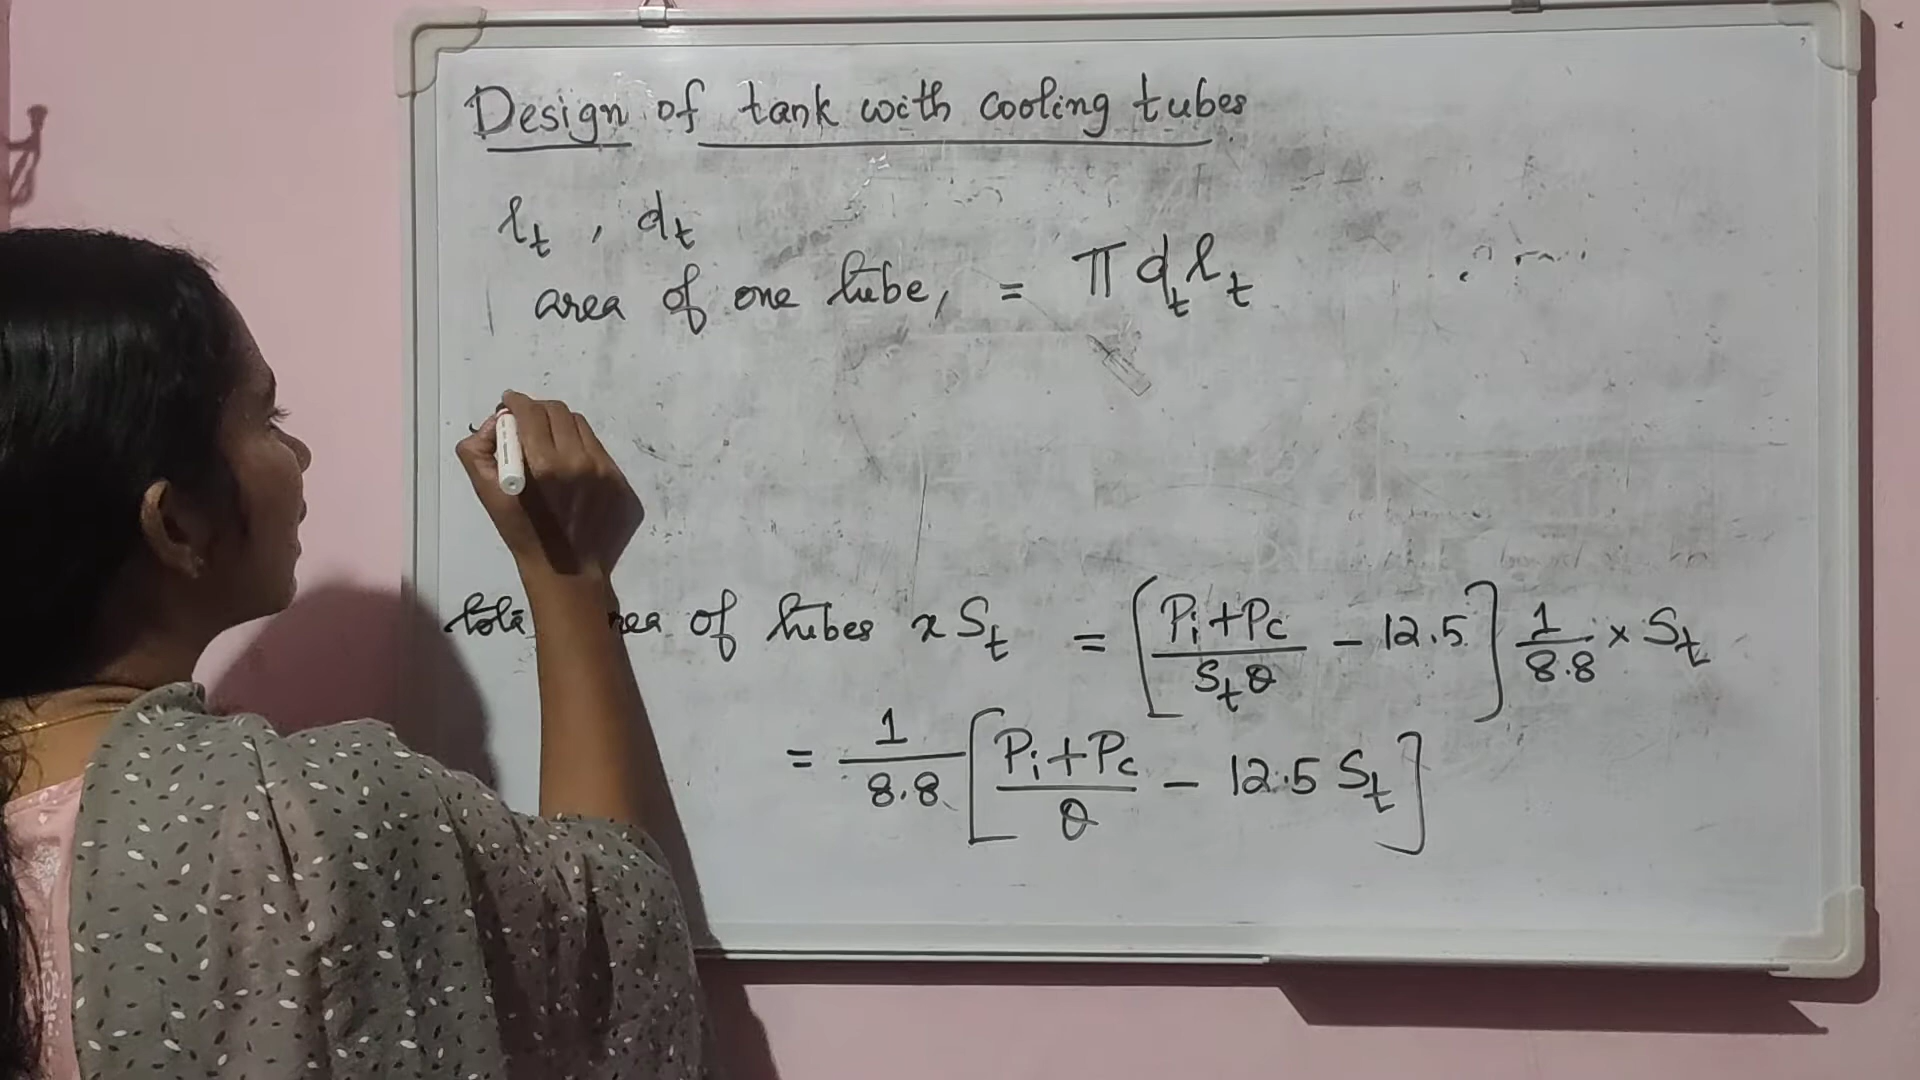 Design of tank with cooling tubes
lt , dt
area of one tube, = π dt lt
of tubes x St = [Pi+Pc / St θ - 12.5] 1/8.8 × St
= 1/8.8 [Pi+Pc / θ - 12.5 St]